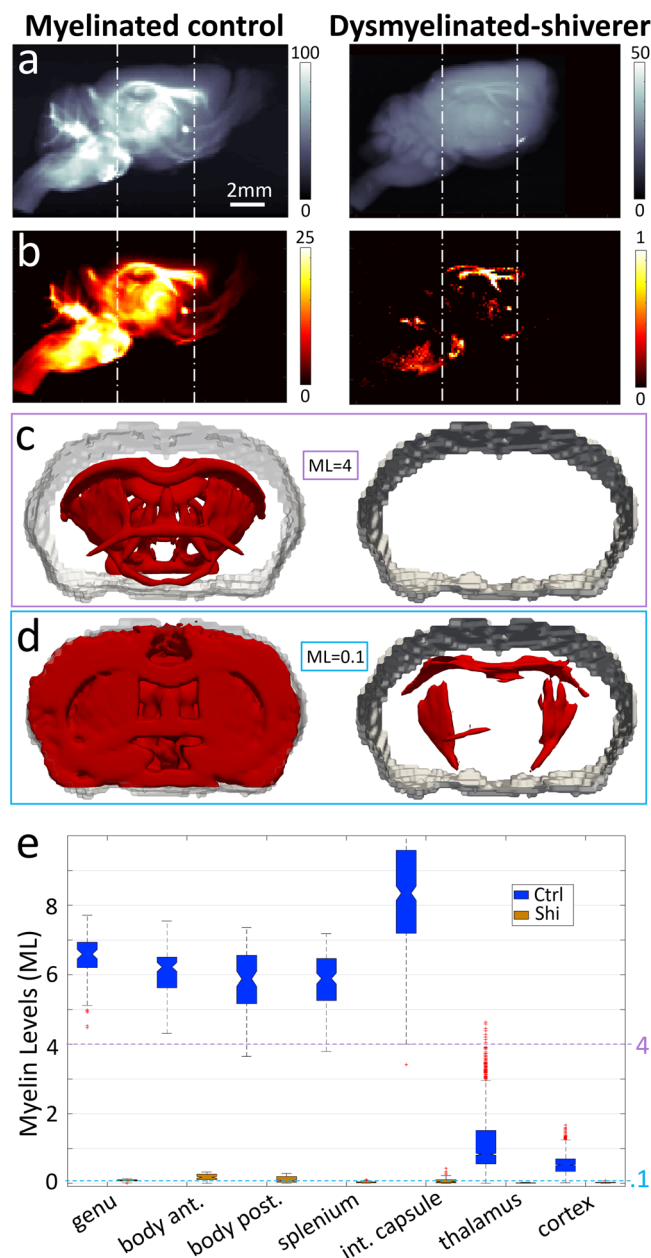 Myelinated control
Dysmyelinated-shiverer
a
100
0
2mm
50
0
b
25
0
1
0
c
ML=4
d
ML=0.1
e
Myelin Levels (ML)
8
6
4
2
0
Ctrl
Shi
4
.1
genu
body ant.
body post.
splenium
int. capsule
thalamus
cortex